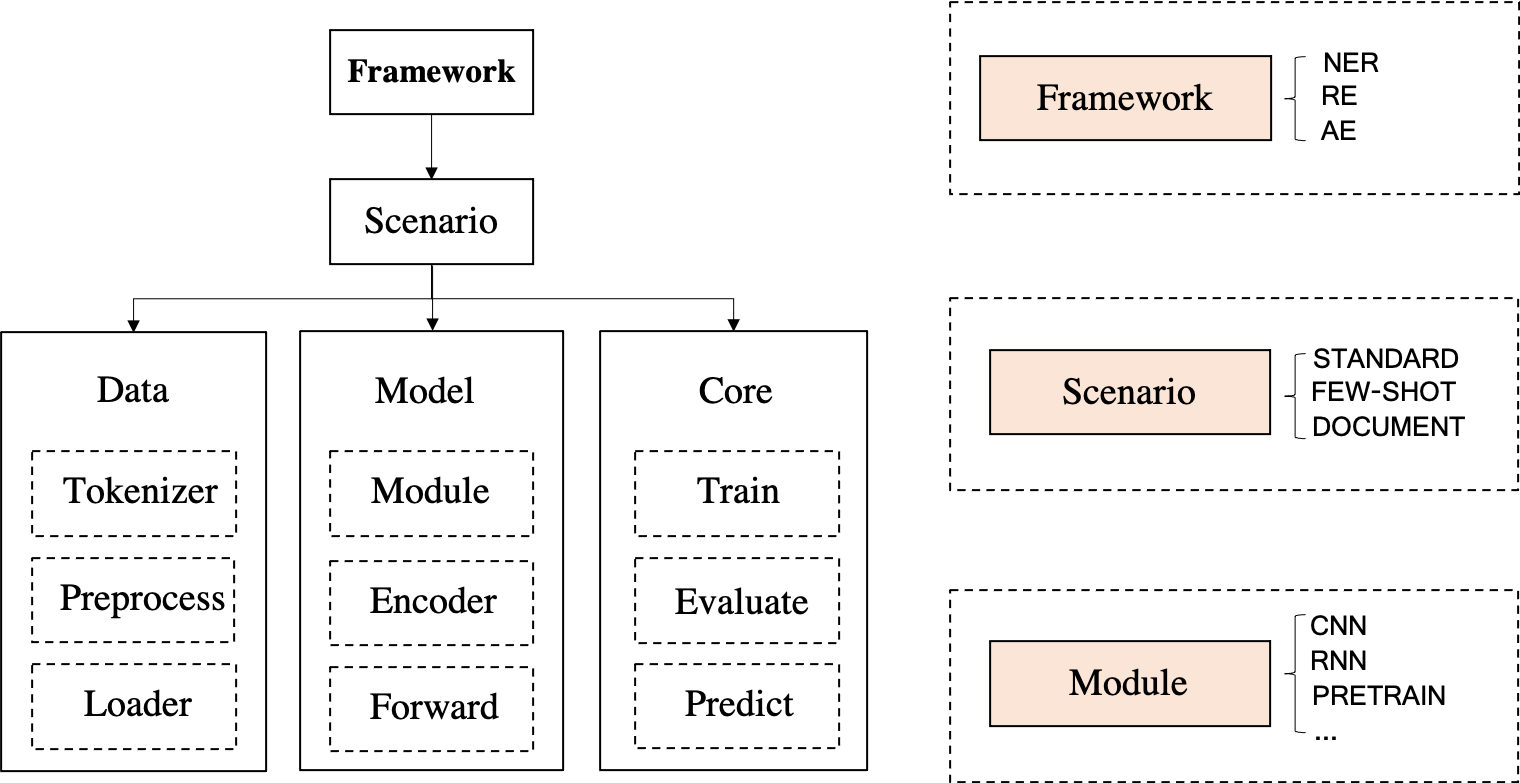 Framework
Scenario
Data
Tokenizer
Preprocess
Loader
Model
Module
Encoder
Forward
Core
Train
Evaluate
Predict
Framework
NER
RE
AE
Scenario
STANDARD
FEW-SHOT
DOCUMENT
Module
CNN
RNN
PRETRAIN
...